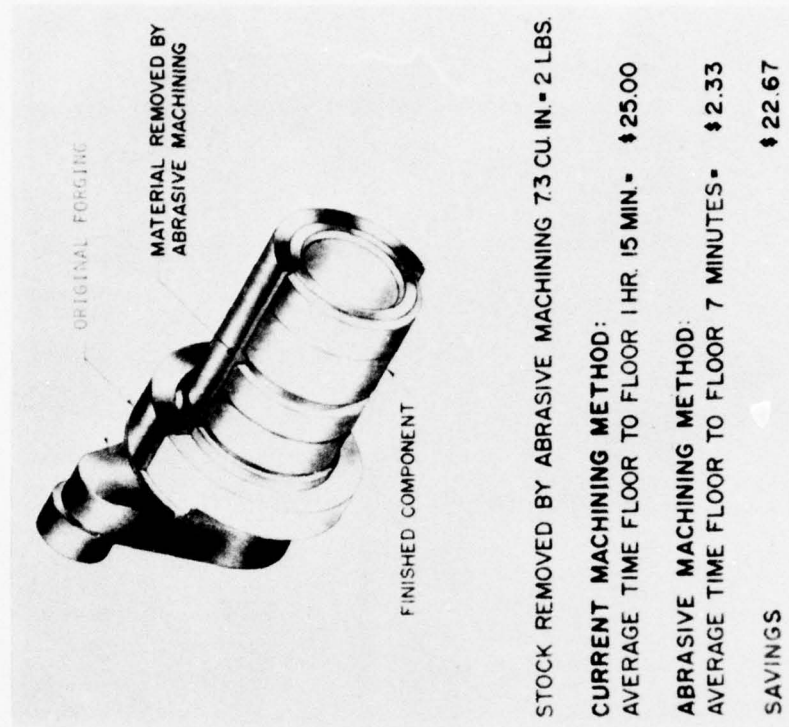 ORIGINAL FORGING
MATERIAL REMOVED BY
ABRASIVE MACHINING
FINISHED COMPONENT
STOCK REMOVED BY ABRASIVE MACHINING 7.3 CU. IN. = 2 LBS.
CURRENT MACHINING METHOD:
AVERAGE TIME FLOOR TO FLOOR 1 HR. 15 MIN. = $25.00
ABRASIVE MACHINING METHOD:
AVERAGE TIME FLOOR TO FLOOR 7 MINUTES = $2.33
SAVINGS $22.67